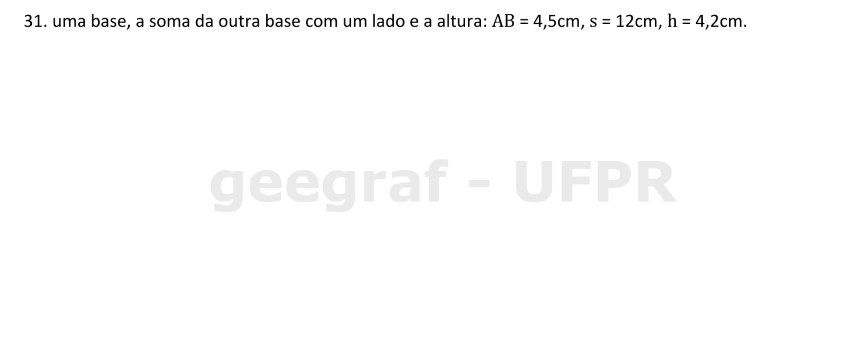 31. uma base, a soma da outra base com um lado e a altura: AB = 4,5cm, s = 12cm, h = 4,2cm.
geegraf - UFPR